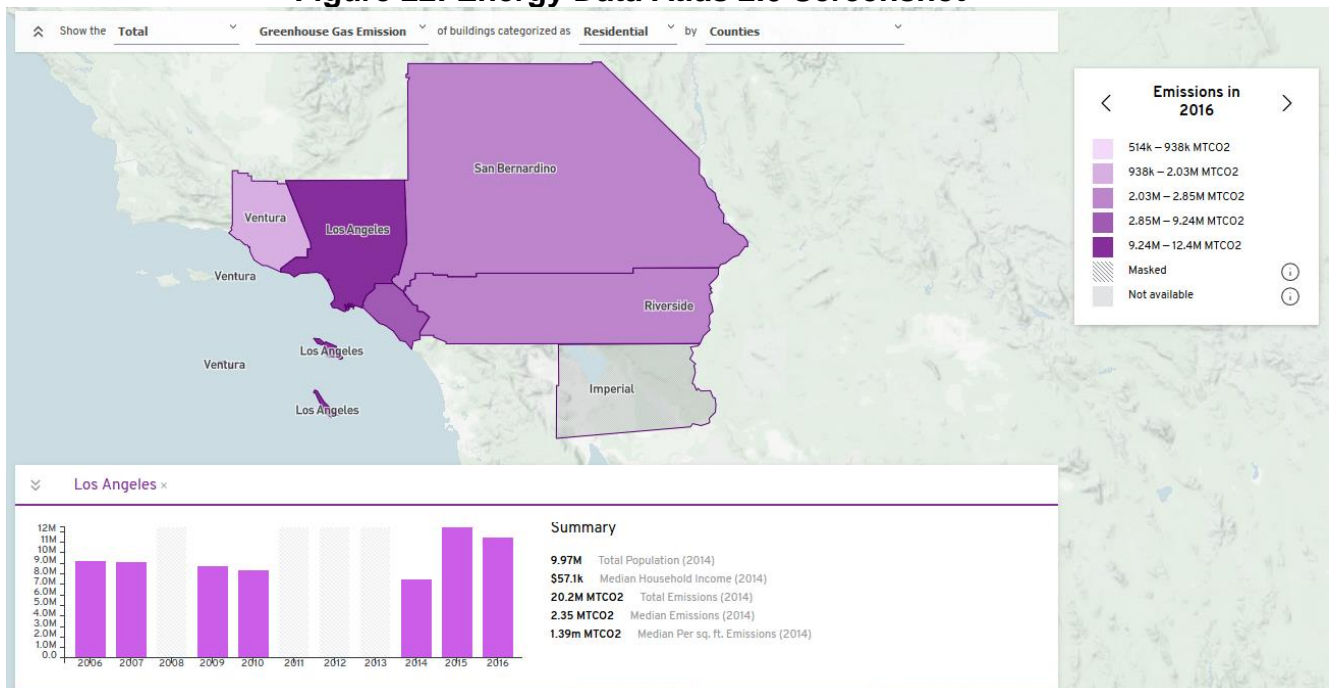 Figure 22: Energy Data Atlas 2.0 Screenshot
Show the Total Greenhouse Gas Emission of buildings categorized as Residential by Counties
Emissions in
2016
514k – 938k MTCO2
938k – 2.03M MTCO2
2.03M – 2.85M MTCO2
2.85M – 9.24M MTCO2
9.24M – 12.4M MTCO2
Masked
Not available
San Bernardino
Ventura
Los Angeles
Ventura
Riverside
Los Angeles
Ventura
Imperial
Los Angeles
Los Angeles ×
12M
11M
10M
9.0M
8.0M
7.0M
6.0M
5.0M
4.0M
3.0M
2.0M
1.0M
0.0
2006 2007 2008 2009 2010 2011 2012 2013 2014 2015 2016
Summary
9.97M Total Population (2014)
$57.1k Median Household Income (2014)
20.2M MTCO2 Total Emissions (2014)
2.35 MTCO2 Median Emissions (2014)
1.39m MTCO2 Median Per sq. ft. Emissions (2014)